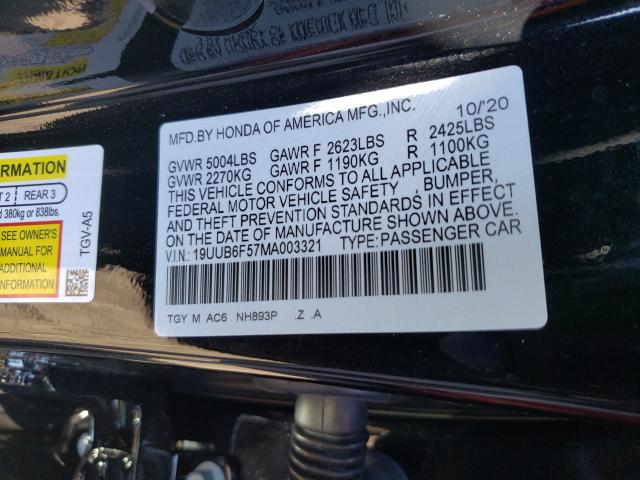 MFD.BY HONDA OF AMERICA MFG.,INC. 10/'20
GVWR 5004LBS GAWR F 2623LBS R 2425LBS
GVWR 2270KG GAWR F 1190KG R 1100KG
THIS VEHICLE CONFORMS TO ALL APPLICABLE
FEDERAL MOTOR VEHICLE SAFETY , BUMPER,
AND THEFT PREVENTION STANDARDS IN EFFECT
ON THE DATE OF MANUFACTURE SHOWN ABOVE.
V.I.N.: 19UUB6F57MA003321 TYPE:PASSENGER CAR
TGY M AC6 NH893P .Z .A
ORMATION
T 2 REAR 3
d 380kg or 838lbs.
SEE OWNER'S
MANUAL FOR
ADDITIONAL
INFORMATION
TGV-A5